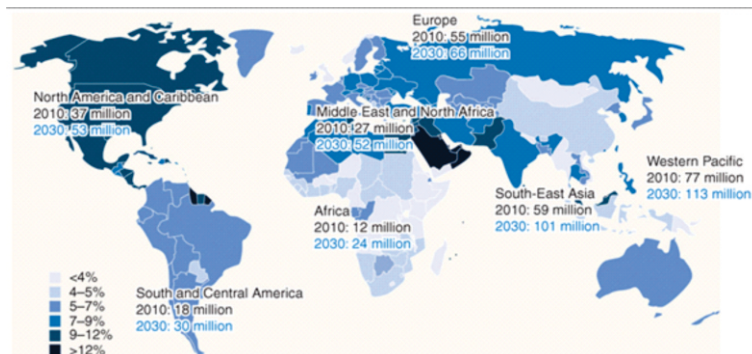 Europe
2010: 55 million
2030: 66 million
North America and Caribbean
2010: 37 million
2030: 53 million
Middle East and North Africa
2010: 27 million
2030: 52 million
Western Pacific
2010: 77 million
2030: 113 million
South-East Asia
2010: 59 million
2030: 101 million
Africa
2010: 12 million
2030: 24 million
South and Central America
2010: 18 million
2030: 30 million
<4%
4–5%
5–7%
7–9%
9–12%
>12%